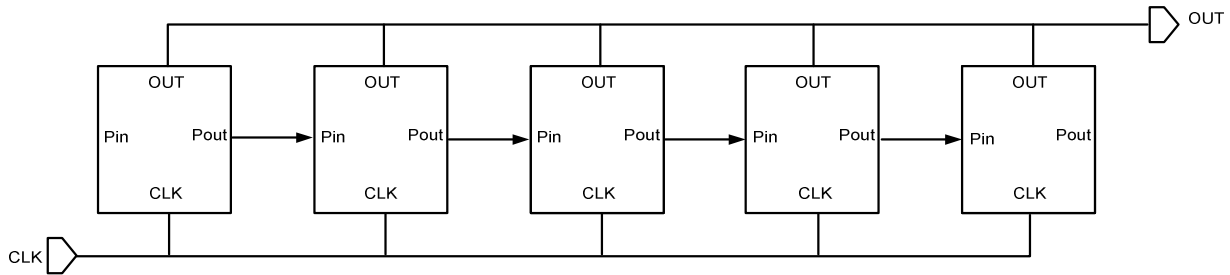 OUT
OUT OUT OUT OUT OUT
Pin Pout Pin Pout Pin Pout Pin Pout Pin Pout
CLK CLK CLK CLK CLK
CLK